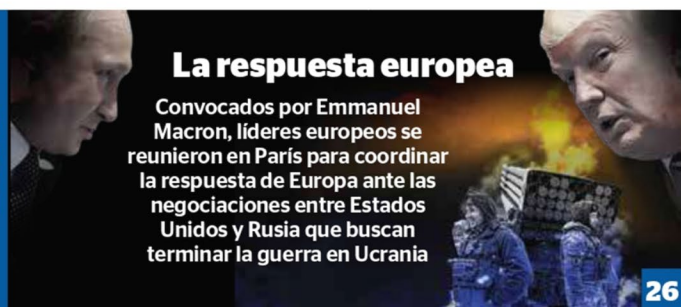 La respuesta europea
Convocados por Emmanuel
Macron, líderes europeos se
reunieron en París para coordinar
la respuesta de Europa ante las
negociaciones entre Estados
Unidos y Rusia que buscan
terminar la guerra en Ucrania
26